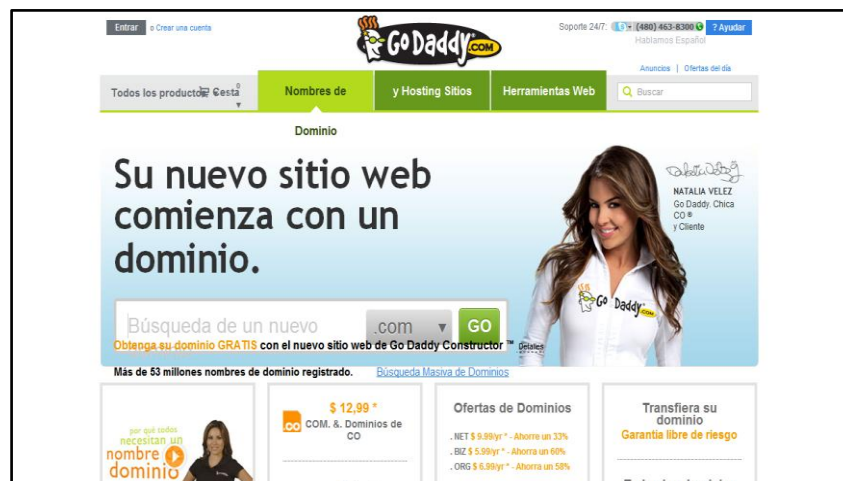 Entrar o Crear una cuenta
Go Daddy.COM
Soporte 24/7: (480) 463-8300 ? Ayudar
Hablamos Español
Anuncios | Ofertas del día
Todos los productos Cesta 0
Nombres de
Dominio
y Hosting Sitios
Herramientas Web
Buscar
Su nuevo sitio web
comienza con un
dominio.
NATALIA VELEZ
Go Daddy. Chica
CO ®
y Cliente
Go Daddy.COM
Búsqueda de un nuevo .com GO
Obtenga su dominio GRATIS con el nuevo sitio web de Go Daddy Constructor ™ Detalles
Más de 53 millones nombres de dominio registrado. Búsqueda Masiva de Dominios
por qué todos
necesitan un
nombre
dominio
.co
$ 12,99 *
COM. &. Dominios de
CO
Ofertas de Dominios
. NET $ 9.99/yr * - Ahorre un 33%
. BIZ $ 5.99/yr * - Ahorra un 60%
. ORG $ 6.99/yr * - Ahorra un 58%
Transfiera su
dominio
Garantía libre de riesgo